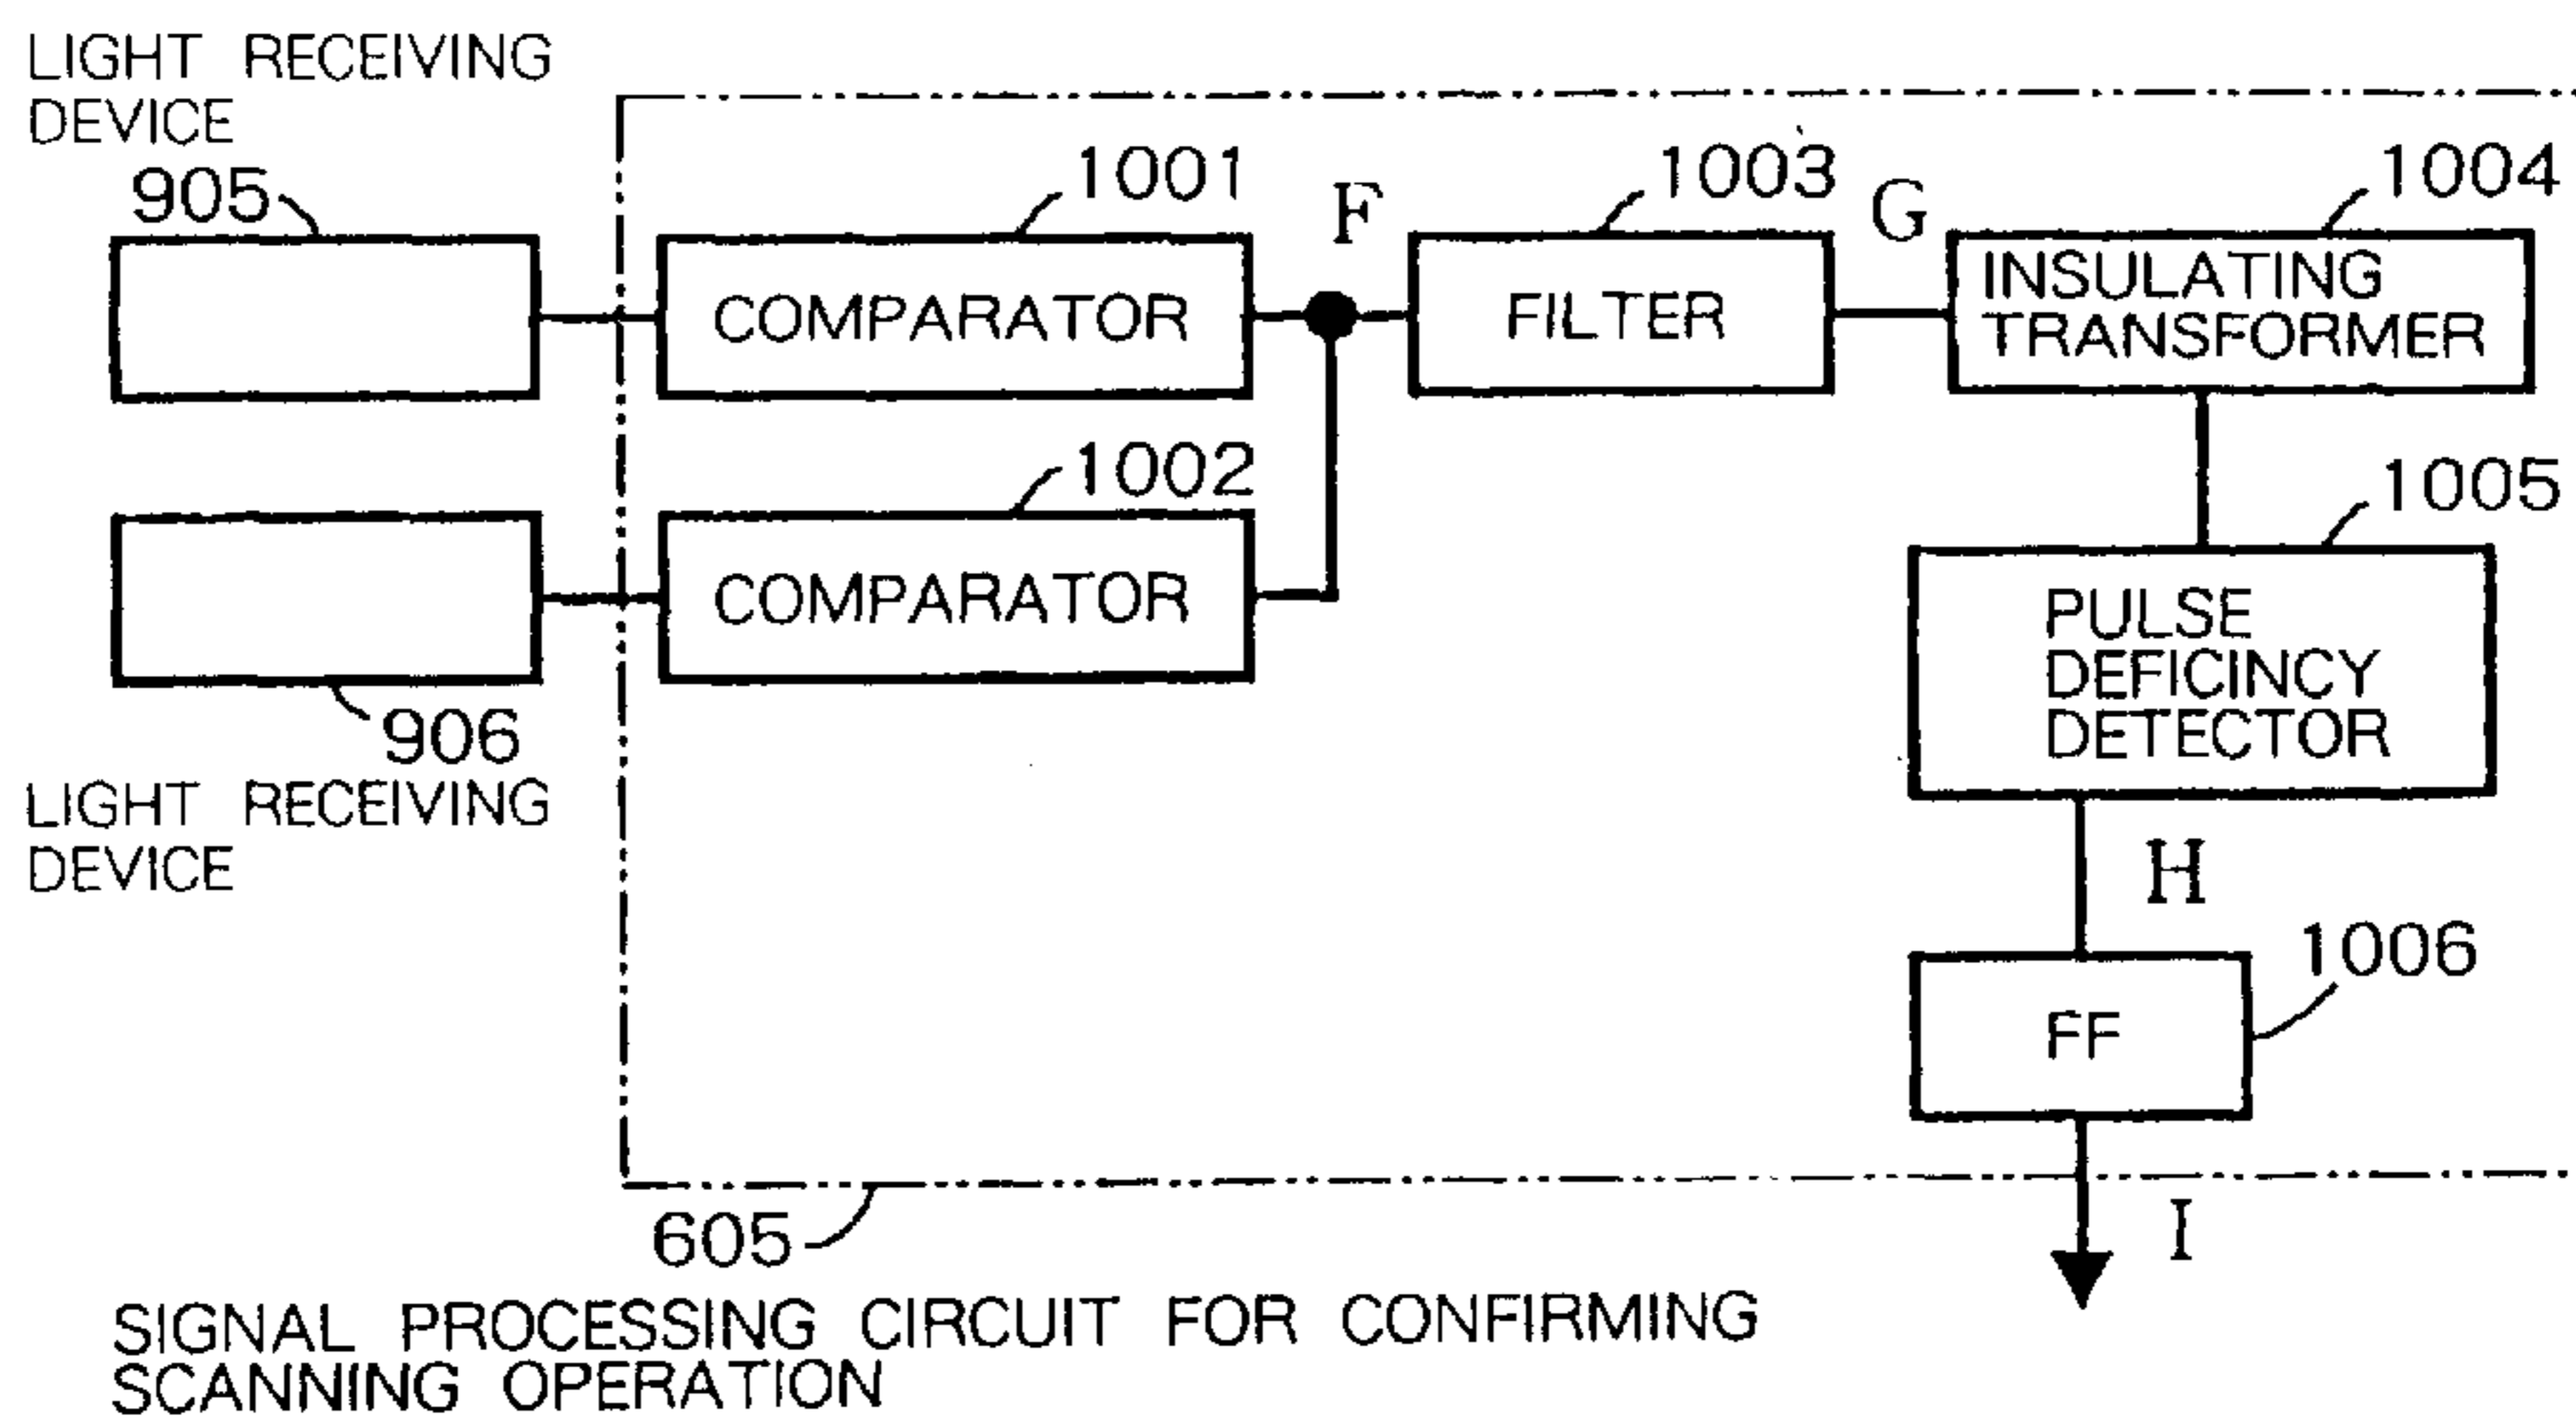 LIGHT RECEIVING
DEVICE
905
1001
F
1003
G
1004
COMPARATOR
FILTER
INSULATING
TRANSFORMER
1002
1005
COMPARATOR
PULSE
DEFICINCY
DETECTOR
906
LIGHT RECEIVING
DEVICE
H
1006
FF
605
I
SIGNAL PROCESSING CIRCUIT FOR CONFIRMING
SCANNING OPERATION